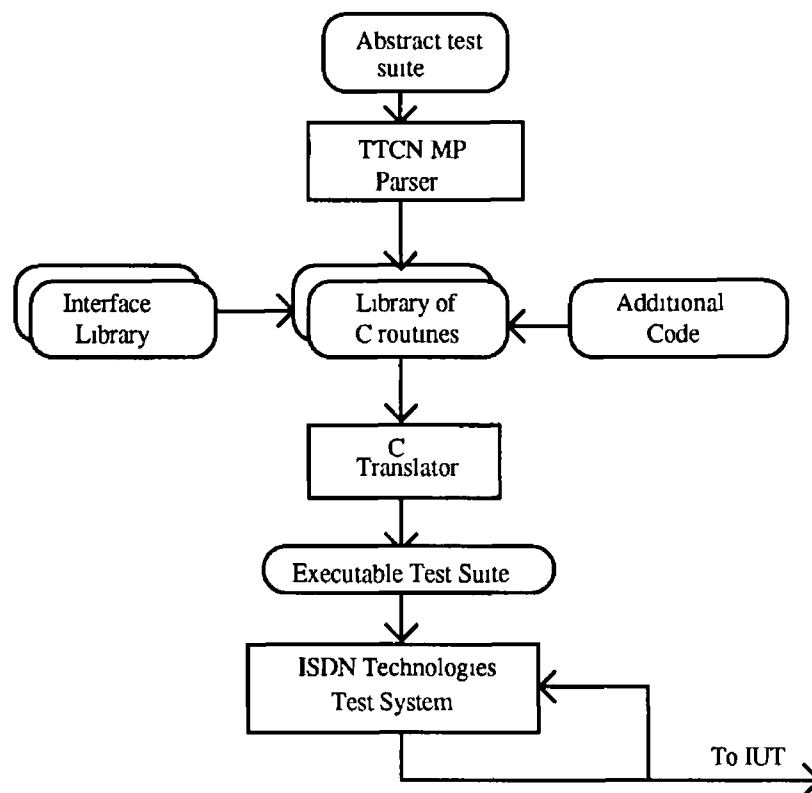 Abstract test
suite
TTCN MP
Parser
Interface
Library
Library of
C routines
Additional
Code
C
Translator
Executable Test Suite
ISDN Technologies
Test System
To IUT